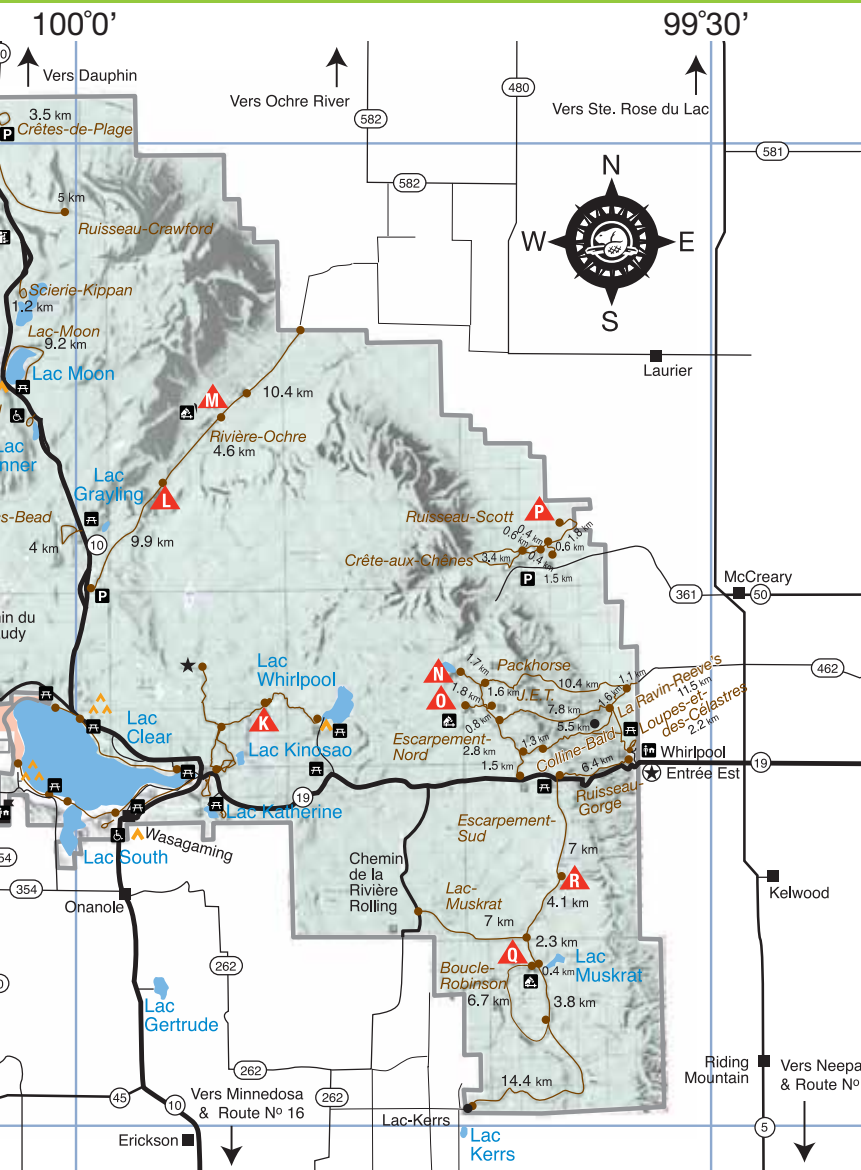 100°0'
99°30'
Vers Dauphin
Vers Ochre River
Vers Ste. Rose du Lac
480
582
582
581
3.5 km
P
Crêtes-de-Plage
5 km
Ruisseau-Crawford
N
W
E
S
Scierie-Kippan
1.2 km
Lac-Moon
9.2 km
Lac Moon
Laurier
M
10.4 km
Rivière-Ochre
4.6 km
Lac
Grayling
L
9.9 km
4 km
10
P
Ruisseau-Scott
P
0.4 km
0.6 km
1.8 km
0.6 km
0.4 km
Crête-aux-Chênes
3.4 km
P
1.5 km
361
McCreary
50
462
Lac
Whirlpool
K
Lac Kinosao
Lac
Clear
N
1.7 km
Packhorse
10.4 km
1.1 km
O
1.8 km
1.6 km
J.E.T.
7.8 km
1.6 km
La Ravin-Reeve's
11.5 km
0.8 km
5.5 km
Loupes-et-
des-Célastres
2.2 km
Escarpement-
Nord
2.8 km
1.3 km
Colline-Bald
1.5 km
6.4 km
Whirlpool
Entrée Est
19
19
Ruisseau-
Gorge
Lac Katherine
Wasagaming
Lac South
354
Onanole
Escarpement-
Sud
7 km
R
4.1 km
Kelwood
Chemin
de la
Rivière
Rolling
Lac-
Muskrat
7 km
2.3 km
Q
0.4 km
Lac
Muskrat
Boucle-
Robinson
6.7 km
3.8 km
262
Lac
Gertrude
14.4 km
Riding
Mountain
262
262
45
10
Vers Minnedosa
& Route Nº 16
Lac-Kerrs
Lac
Kerrs
Erickson
5
& Route Nº